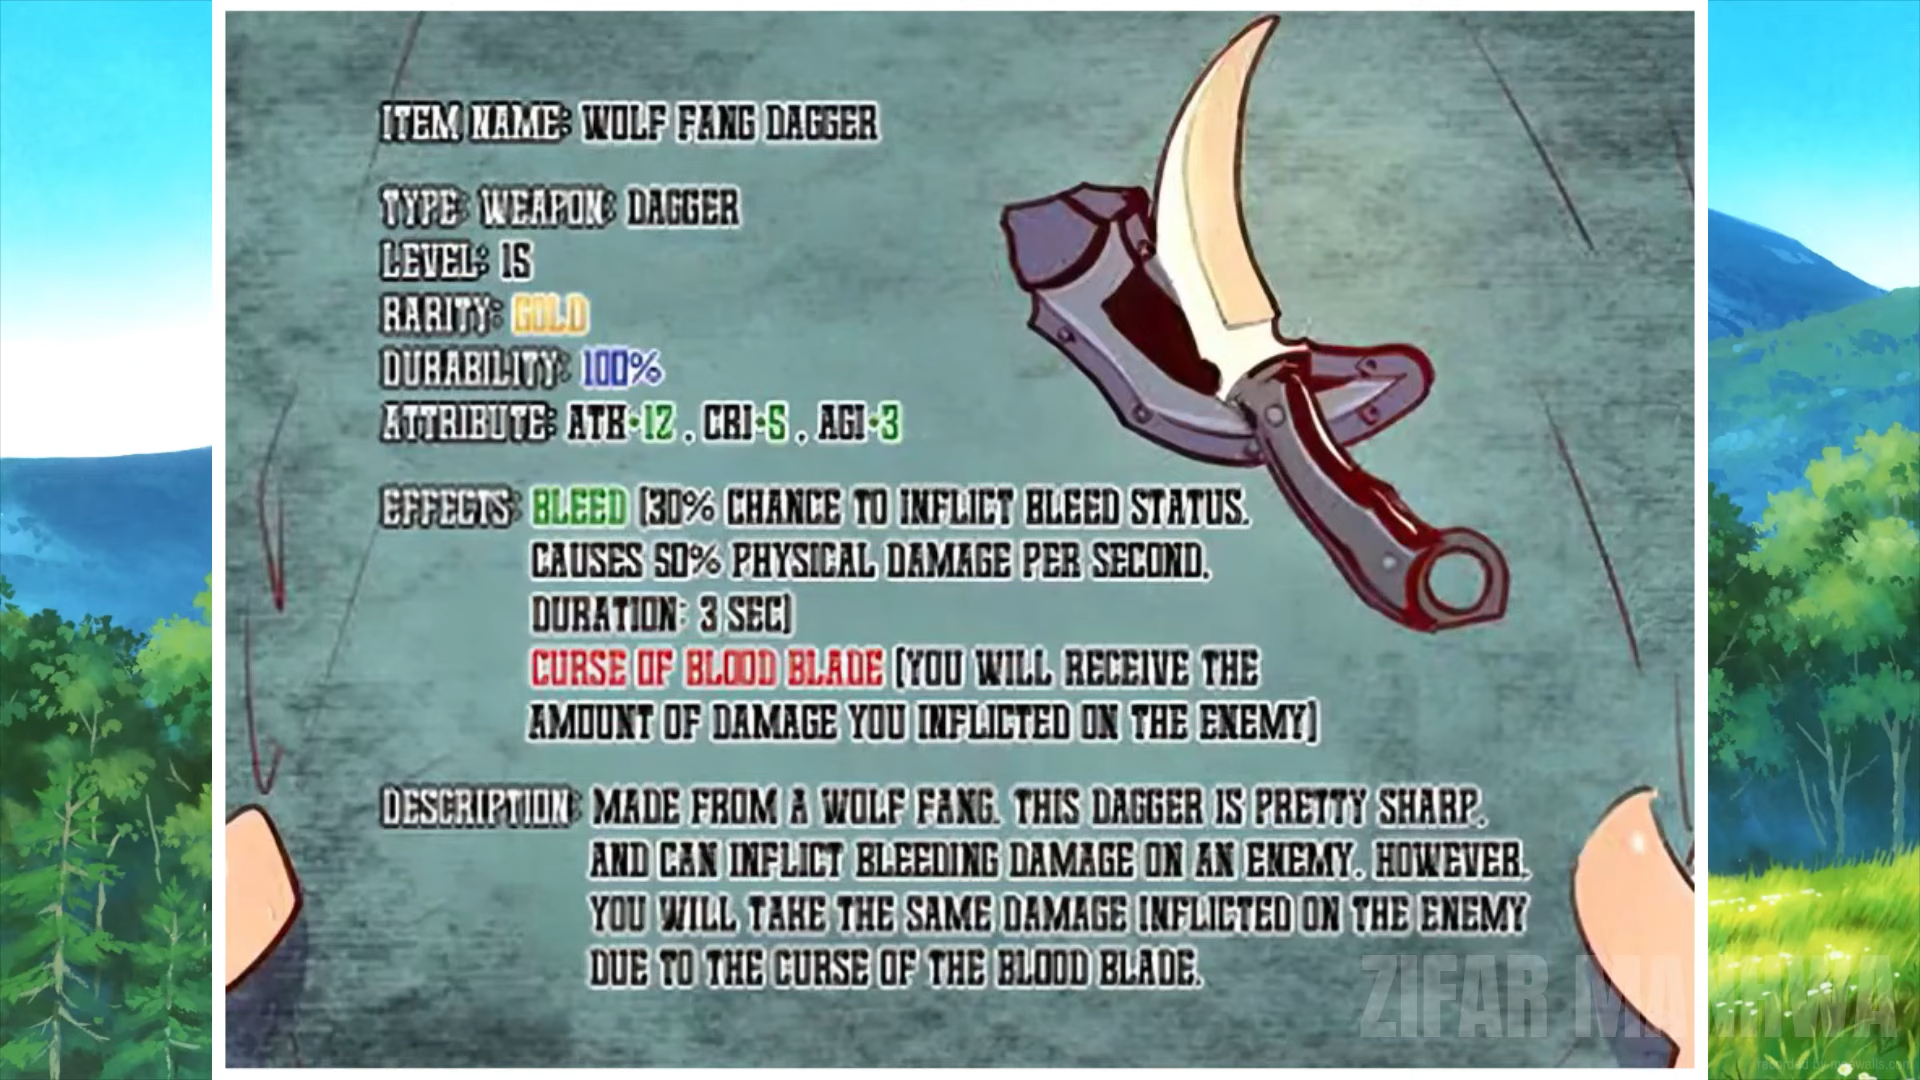 ITEM NAME: WOLF FANG DAGGER
TYPE: WEAPON: DAGGER
LEVEL: 15
RARITY: GOLD
DURABILITY: 100%
ATTRIBUTE: ATK+12 , CRI+5 , AGI+3
EFFECTS: BLEED [30% CHANCE TO INFLICT BLEED STATUS.
CAUSES 50% PHYSICAL DAMAGE PER SECOND.
DURATION: 3 SEC]
CURSE OF BLOOD BLADE [YOU WILL RECEIVE THE
AMOUNT OF DAMAGE YOU INFLICTED ON THE ENEMY]
DESCRIPTION: MADE FROM A WOLF FANG. THIS DAGGER IS PRETTY SHARP.
AND CAN INFLICT BLEEDING DAMAGE ON AN ENEMY. HOWEVER.
YOU WILL TAKE THE SAME DAMAGE INFLICTED ON THE ENEMY
DUE TO THE CURSE OF THE BLOOD BLADE.
ZIFAR MANHWA